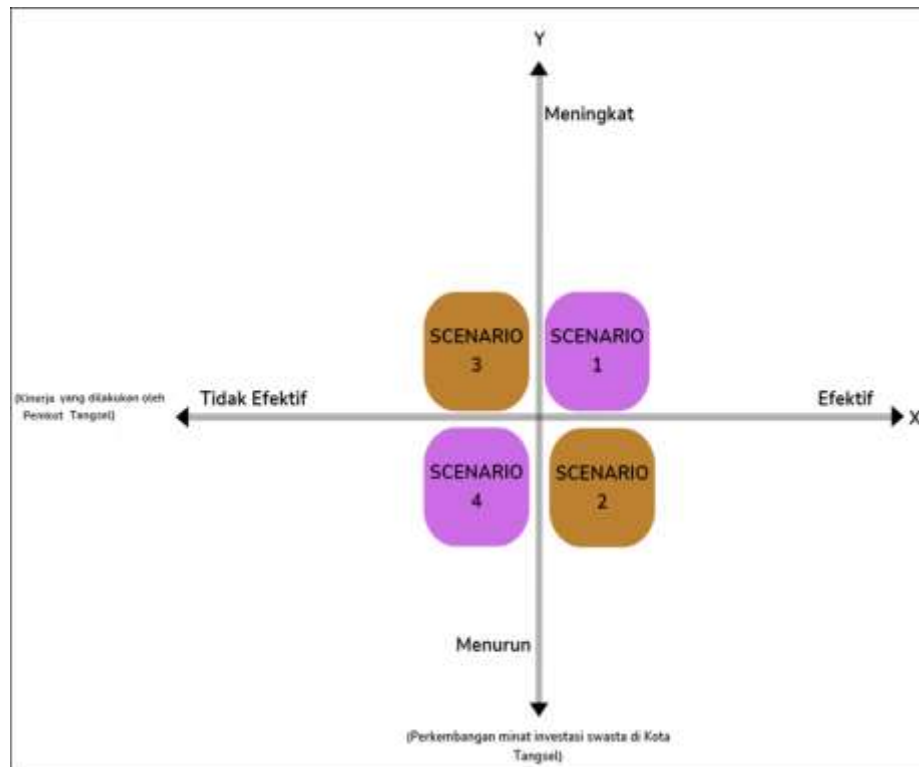 Y
Meningkat
SCENARIO
3
SCENARIO
1
(Kinerja yang dilakukan oleh
Pemkot Tangsel)
Tidak Efektif
Efektif
X
SCENARIO
4
SCENARIO
2
Menurun
(Perkembangan minat investasi swasta di Kota
Tangsel)